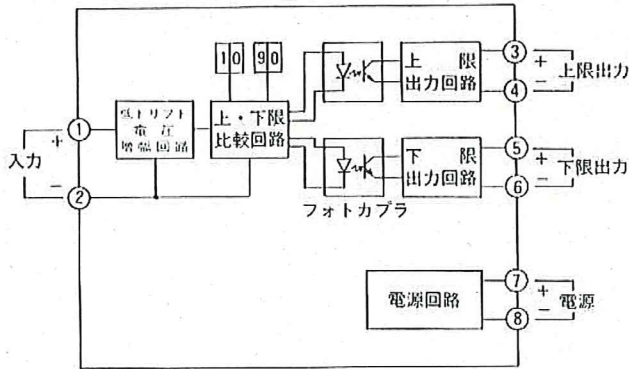 10 90
① + 入力 − ②
低ドリフト
電圧
増幅回路
上・下限
比較回路
フォトカプラ
上限
出力回路
③ + 上限出力 − ④
下限
出力回路
⑤ + 下限出力 − ⑥
電源回路
⑦ + 電源 − ⑧